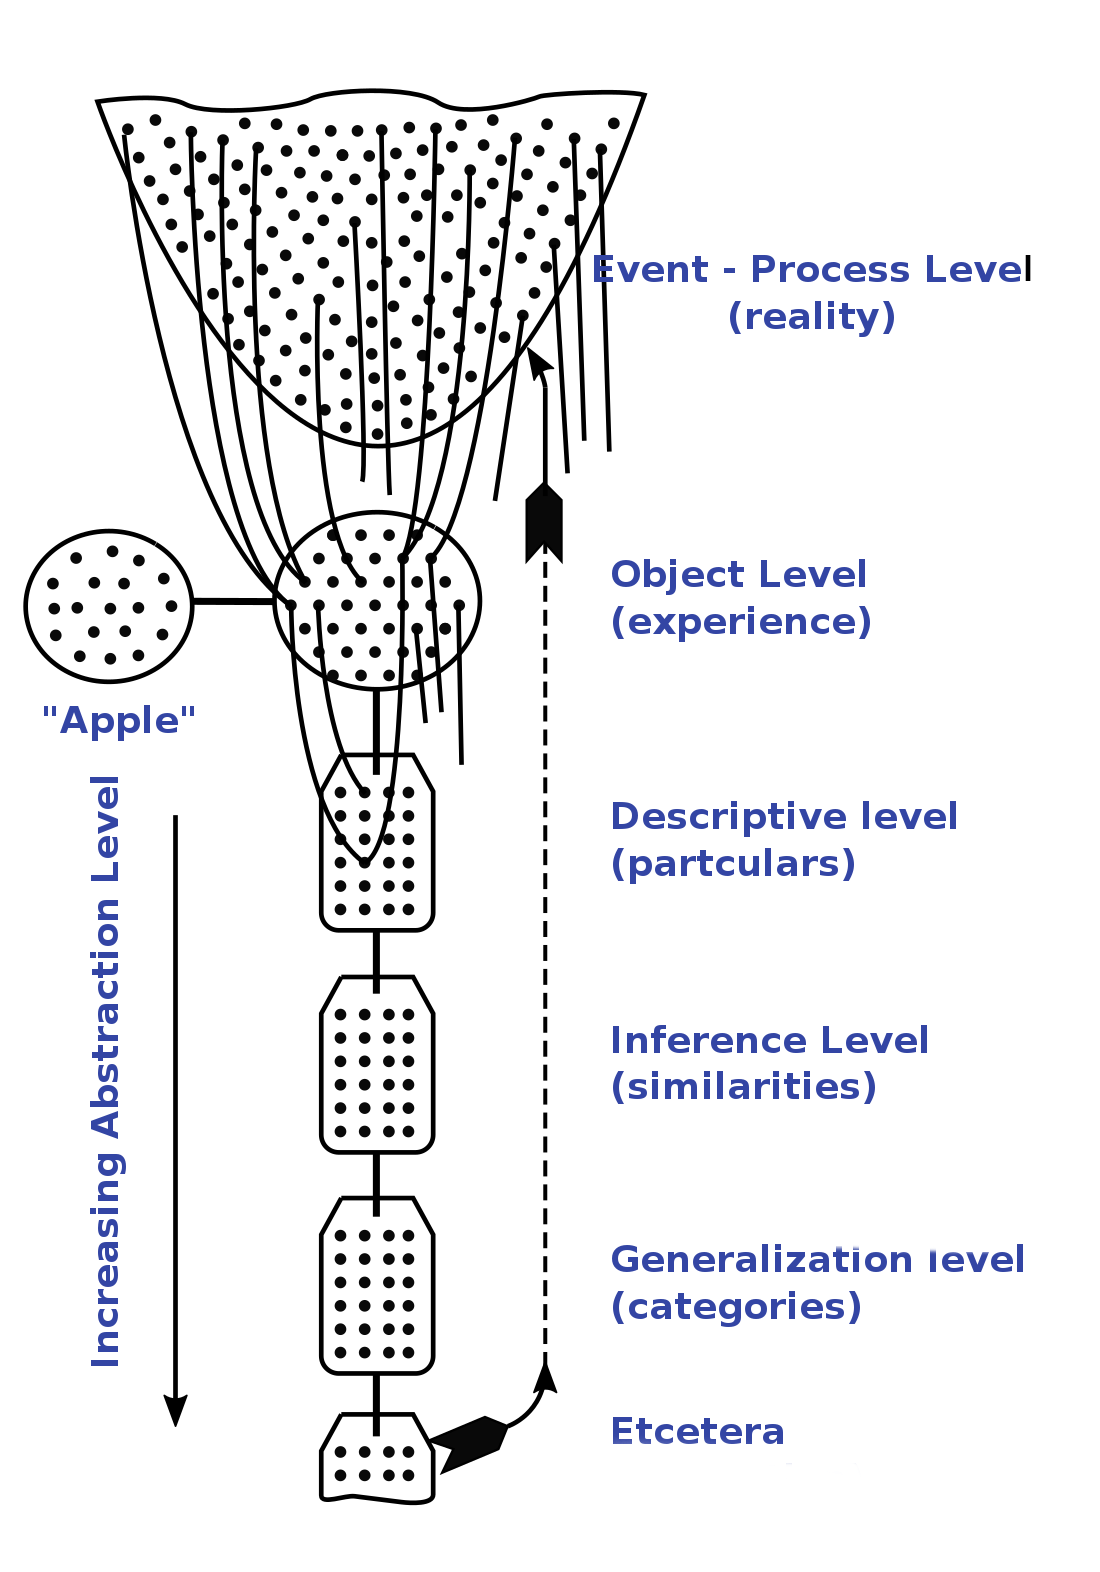 Event - Process Level
(reality)
Object Level
(experience)
"Apple"
Increasing Abstraction Level
Descriptive level
(partculars)
Inference Level
(similarities)
Generalization level
(categories)
Etcetera